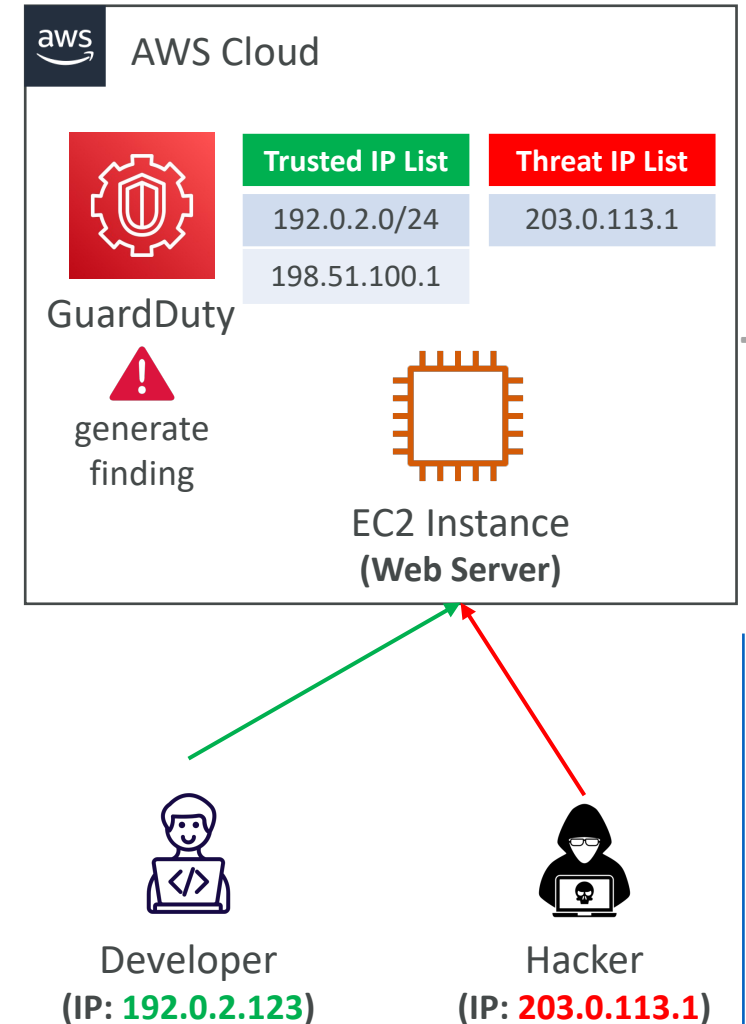 aws
AWS Cloud
Trusted IP List
192.0.2.0/24
198.51.100.1
Threat IP List
203.0.113.1
GuardDuty
generate
finding
EC2 Instance
(Web Server)
Developer
(IP: 192.0.2.123)
Hacker
(IP: 203.0.113.1)